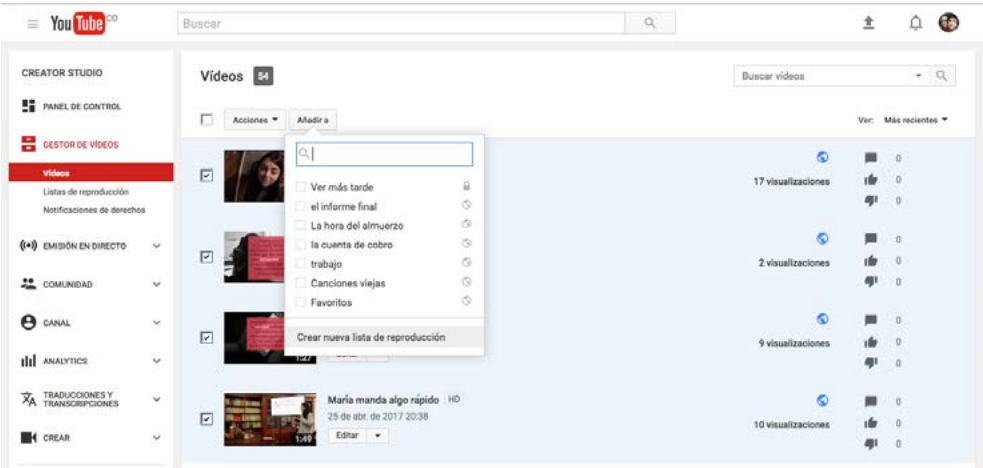 YouTube CO
Buscar
CREATOR STUDIO
PANEL DE CONTROL
GESTOR DE VÍDEOS
Vídeos
Listas de reproducción
Notificaciones de derechos
EMISIÓN EN DIRECTO
COMUNIDAD
CANAL
ANALYTICS
TRADUCCIONES Y
TRANSCRIPCIONES
CREAR
Vídeos 54
Buscar vídeos
Acciones
Añadir a
Ver: Más recientes
Ver más tarde
el informe final
La hora del almuerzo
la cuenta de cobro
trabajo
Canciones viejas
Favoritos
Crear nueva lista de reproducción
17 visualizaciones
0
0
0
2 visualizaciones
0
0
0
1:27
9 visualizaciones
0
0
0
María manda algo rápido HD
25 de abr. de 2017 20:38
Editar
1:49
10 visualizaciones
0
0
0